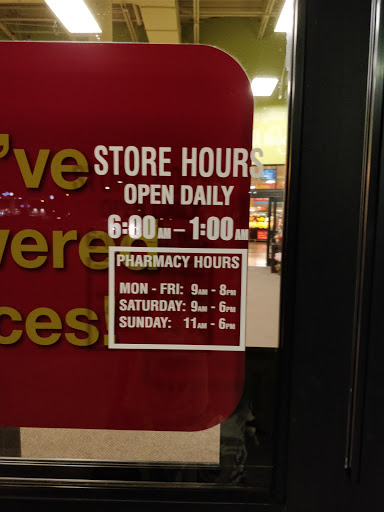 've
wered
ces!
STORE HOURS
OPEN DAILY
6:00AM – 1:00AM
PHARMACY HOURS
MON - FRI: 9AM - 8PM
SATURDAY: 9AM - 6PM
SUNDAY: 11AM - 6PM